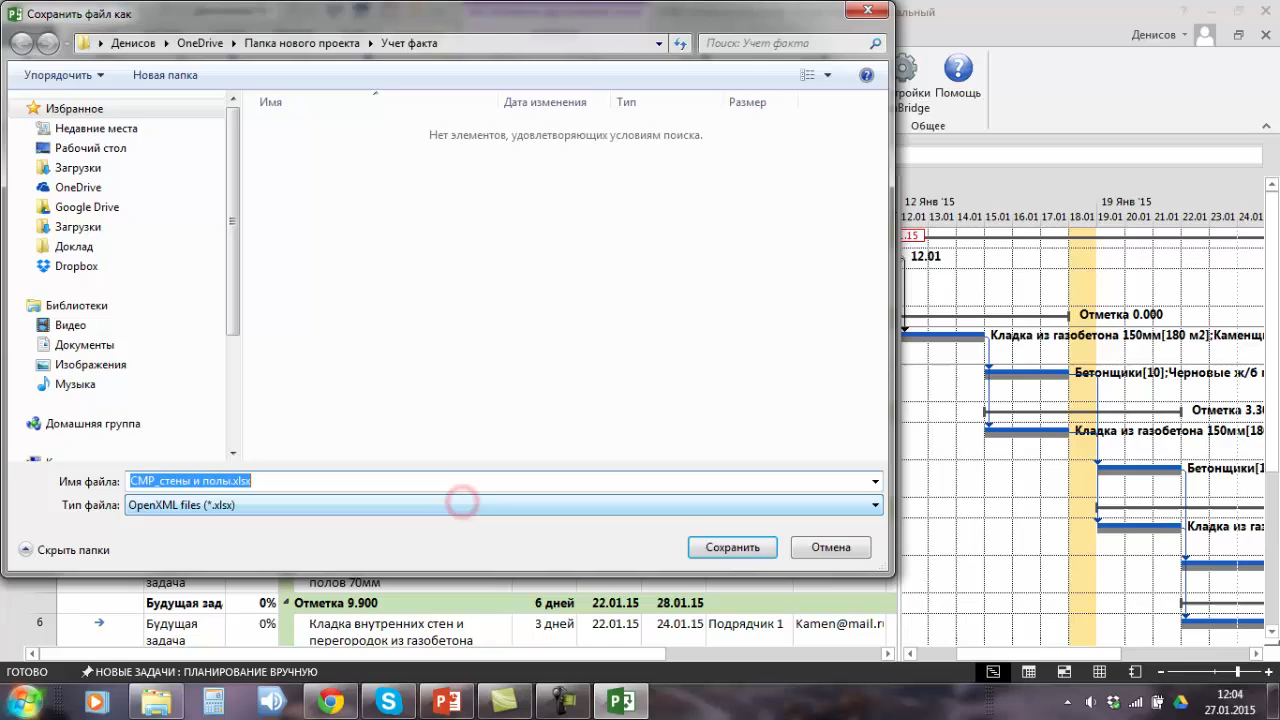 Сохранить файл как
Денисов
OneDrive
Папка нового проекта
Учет факта
Поиск: Учет факта
Упорядочить
Новая папка
Избранное
Недавние места
Рабочий стол
Загрузки
OneDrive
Google Drive
Загрузки
Доклад
Dropbox
Библиотеки
Видео
Документы
Изображения
Музыка
Домашняя группа
Имя
Дата изменения
Тип
Размер
Нет элементов, удовлетворяющих условиям поиска.
Имя файла: СМР_стены и полы.xlsx
Тип файла: OpenXML files (*.xlsx)
Скрыть папки
Сохранить
Отмена
Денисов
Помощь
Общее
12 Янв '15
19 Янв '15
12.01 13.01 14.01 15.01 16.01 17.01 18.01 19.01 20.01 21.01 22.01 23.01 24.01
.15
12.01
Отметка 0.000
Кладка из газобетона 150мм[180 м2];Каменщ
Бетонщики[10];Черновые ж/б
Отметка 3.30
Кладка из газобетона 150мм[18
Бетонщики[1
Кладка из газ
задача
полов 70мм
Будущая зад. 0% Отметка 9.900 6 дней 22.01.15 28.01.15
6 Будущая задача 0% Кладка внутренних стен и перегородок из газобетона 3 дней 22.01.15 24.01.15 Подрядчик 1 Kamen@mail.ru
ГОТОВО
НОВЫЕ ЗАДАЧИ : ПЛАНИРОВАНИЕ ВРУЧНУЮ
12:04
27.01.2015